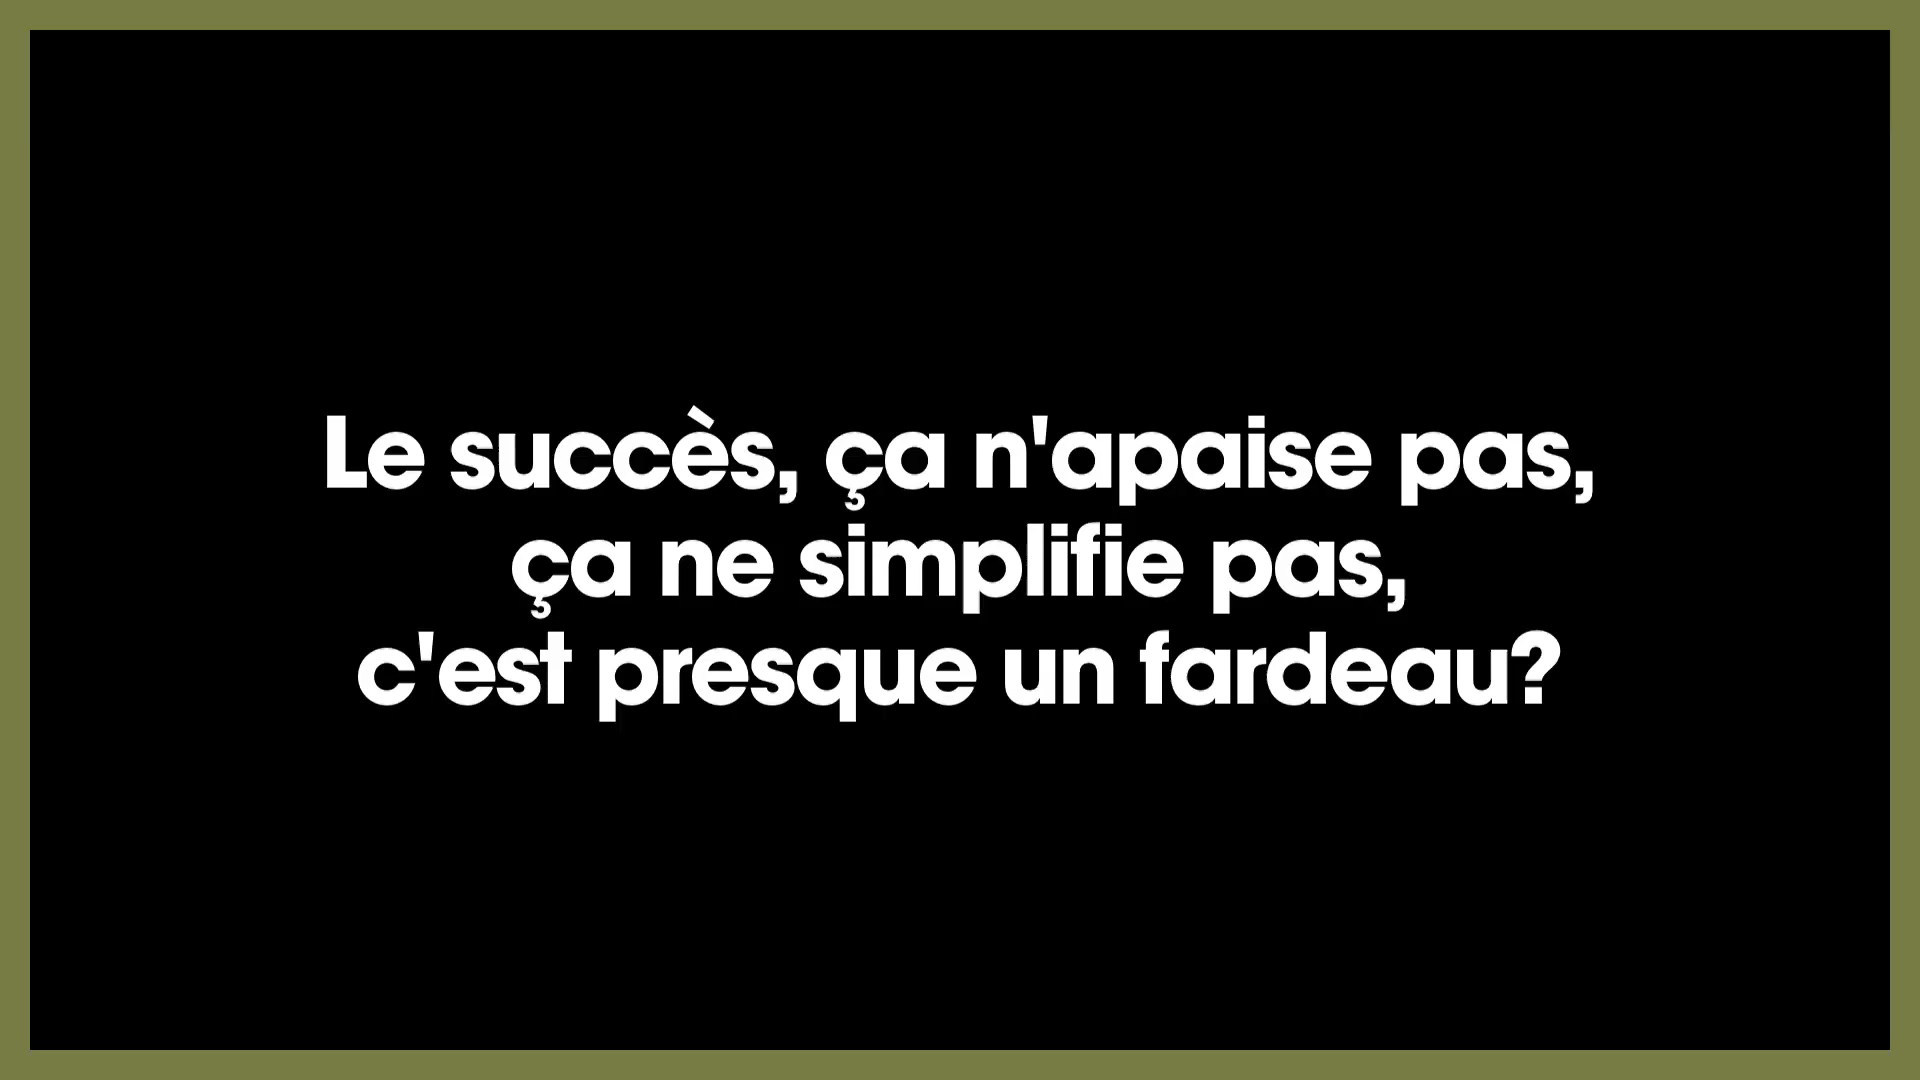 Le succès, ça n'apaise pas,
ça ne simplifie pas,
c'est presque un fardeau?